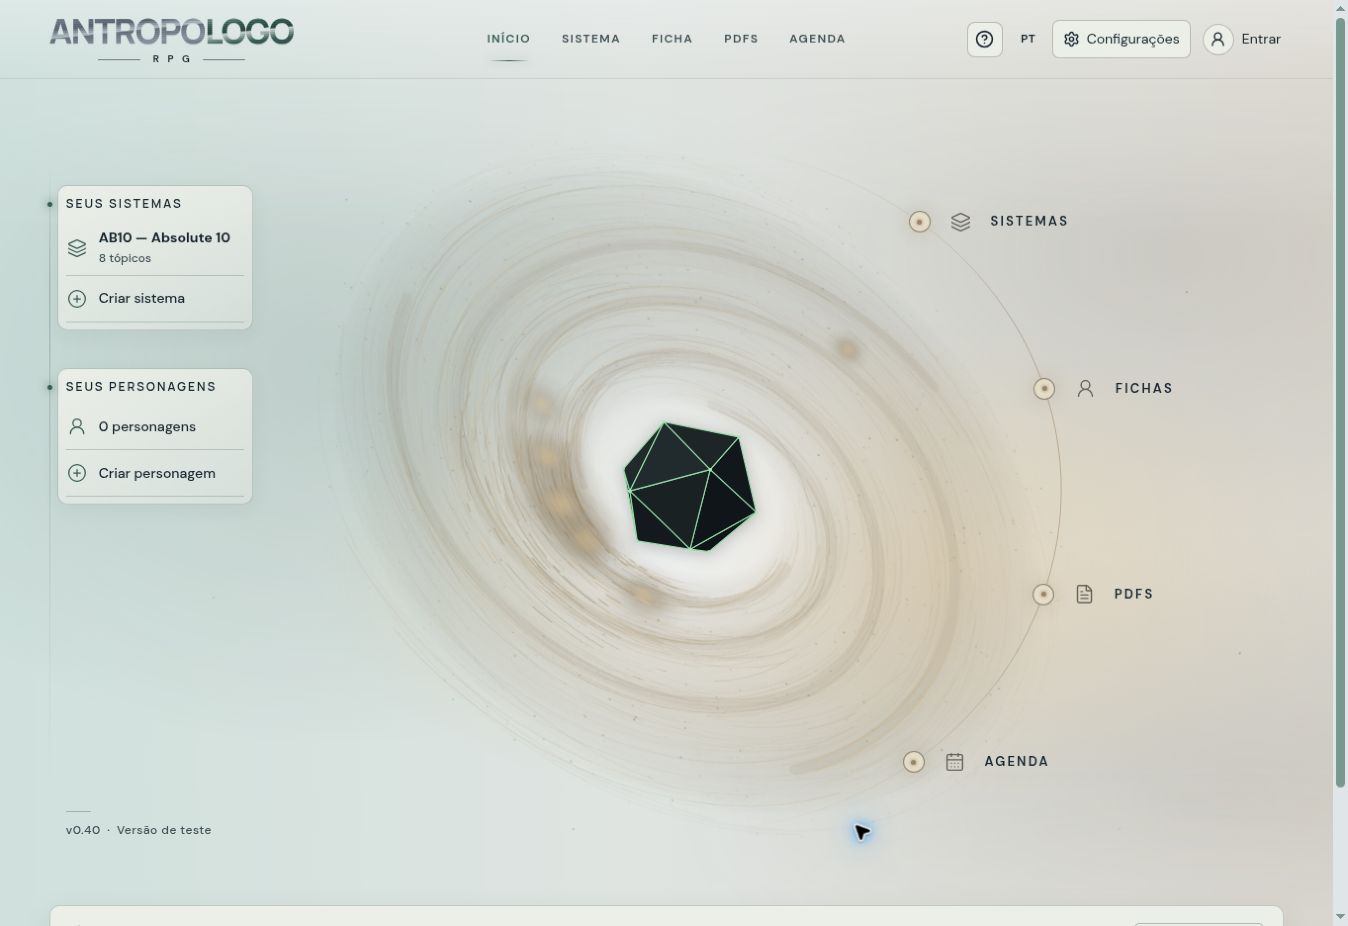 ANTROPOLOGO
RPG
INÍCIO
SISTEMA
FICHA
PDFS
AGENDA
PT
Configurações
Entrar
SEUS SISTEMAS
AB10 — Absolute 10
8 tópicos
Criar sistema
SEUS PERSONAGENS
0 personagens
Criar personagem
SISTEMAS
FICHAS
PDFS
AGENDA
v0.40 · Versão de teste